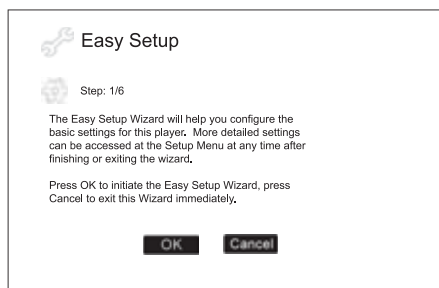 Easy Setup
Step: 1/6
The Easy Setup Wizard will help you configure the
basic settings for this player. More detailed settings
can be accessed at the Setup Menu at any time after
finishing or exiting the wizard.
Press OK to initiate the Easy Setup Wizard, press
Cancel to exit this Wizard immediately.
OK Cancel